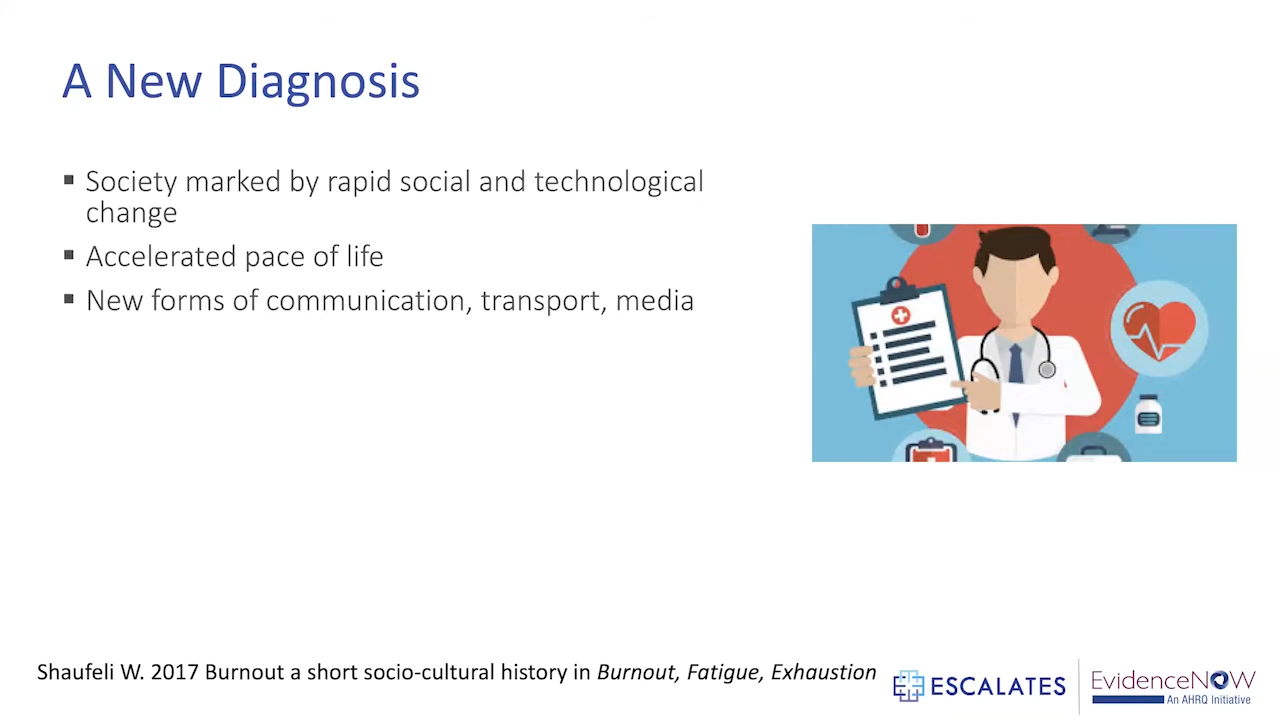 A New Diagnosis
▪ Society marked by rapid social and technological
change
▪ Accelerated pace of life
▪ New forms of communication, transport, media
Shaufeli W. 2017 Burnout a short socio-cultural history in Burnout, Fatigue, Exhaustion
ESCALATES
EvidenceNOW
An AHRQ Initiative